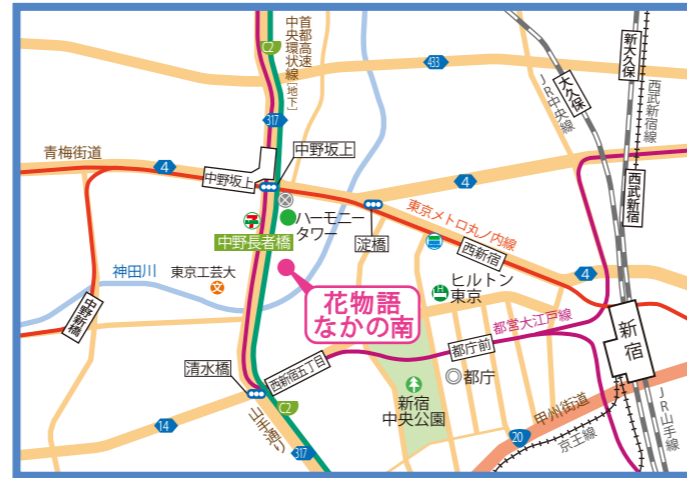 首都高速
中央環状線[地下]
C2
433
317
新大久保
大久保
JR中央線
西武新宿線
青梅街道
4
中野坂上
中野坂上
4
西武新宿
ハーモニー
タワー
淀橋
東京メトロ丸ノ内線
西新宿
中野長者橋
神田川
東京工芸大
文
4
ヒルトン
東京
中野新橋
花物語
なかの南
都営大江戸線
新宿
都庁前
西新宿五丁目
清水橋
都庁
新宿
中央公園
14
C2
山手通り
317
甲州街道
20
京王線
JR山手線